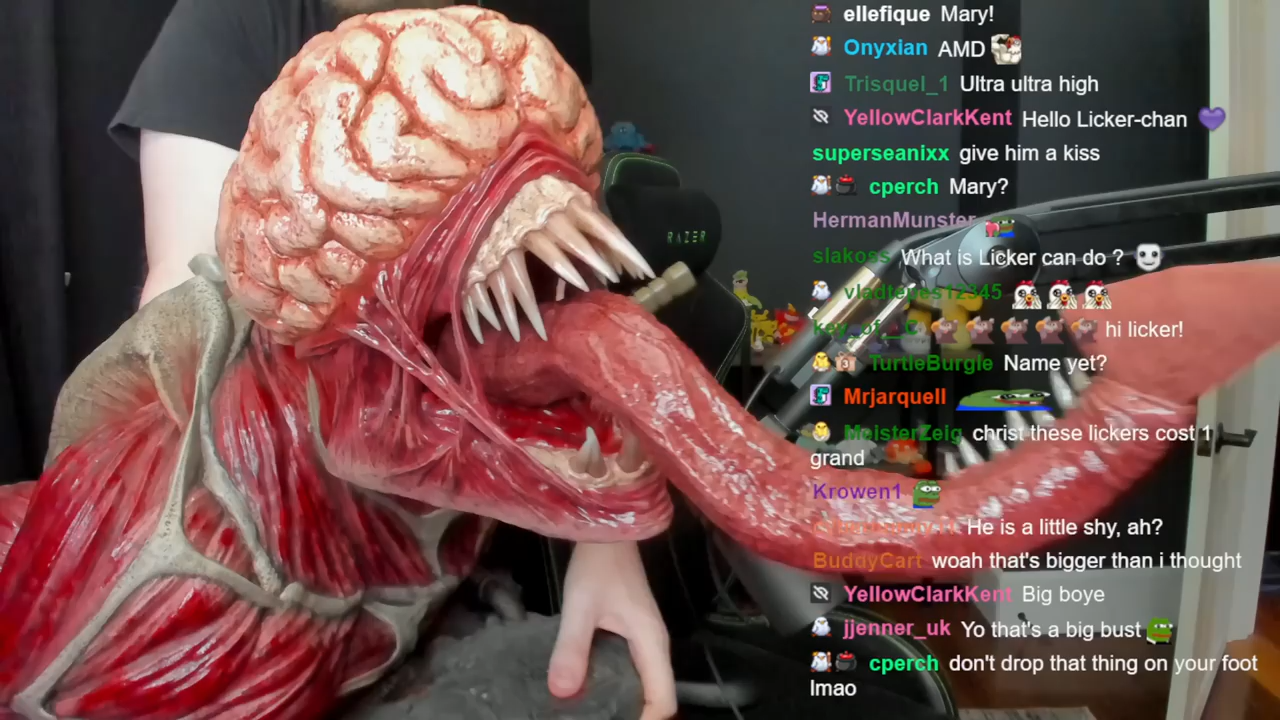 ellefique Mary!
Onyxian AMD
Trisquel_1 Ultra ultra high
YellowClarkKent Hello Licker-chan
superseanixx give him a kiss
cperch Mary?
RAZER
HermanMunster
slakoss What is Licker can do ?
vladteves12345
hi licker!
TurtleBurgle Name yet?
Mrjarquell
MoisterZeig christ these lickers cost 1
grand
Krowen1
He is a little shy, ah?
BuddyCart woah that's bigger than i thought
YellowClarkKent Big boye
jjenner_uk Yo that's a big bust
cperch don't drop that thing on your foot
lmao